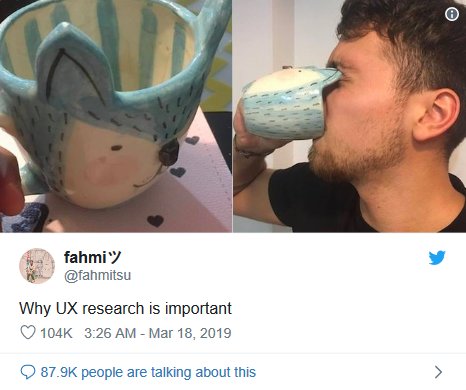 fahmiツ
@fahmitsu
Why UX research is important
104K 3:26 AM - Mar 18, 2019
87.9K people are talking about this